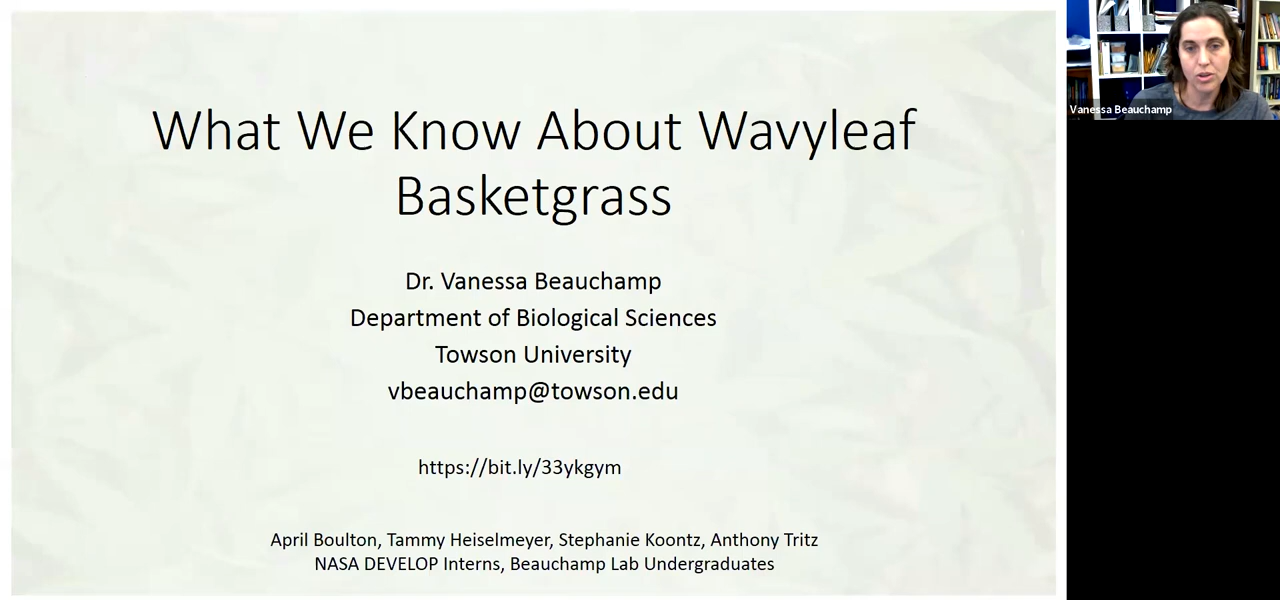 What We Know About Wavyleaf
Basketgrass
Dr. Vanessa Beauchamp
Department of Biological Sciences
Towson University
vbeauchamp@towson.edu
https://bit.ly/33ykgym
April Boulton, Tammy Heiselmeyer, Stephanie Koontz, Anthony Tritz
NASA DEVELOP Interns, Beauchamp Lab Undergraduates
Vanessa Beauchamp